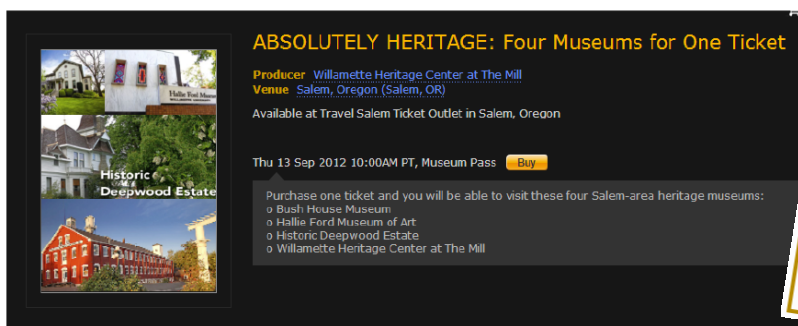 ABSOLUTELY HERITAGE: Four Museums for One Ticket
Producer Willamette Heritage Center at The Mill
Venue Salem, Oregon (Salem, OR)
Available at Travel Salem Ticket Outlet in Salem, Oregon
Thu 13 Sep 2012 10:00AM PT, Museum Pass Buy
Purchase one ticket and you will be able to visit these four Salem-area heritage museums:
o Bush House Museum
o Hallie Ford Museum of Art
o Historic Deepwood Estate
o Willamette Heritage Center at The Mill
Hallie Ford Museum
Historic
Deepwood Estate